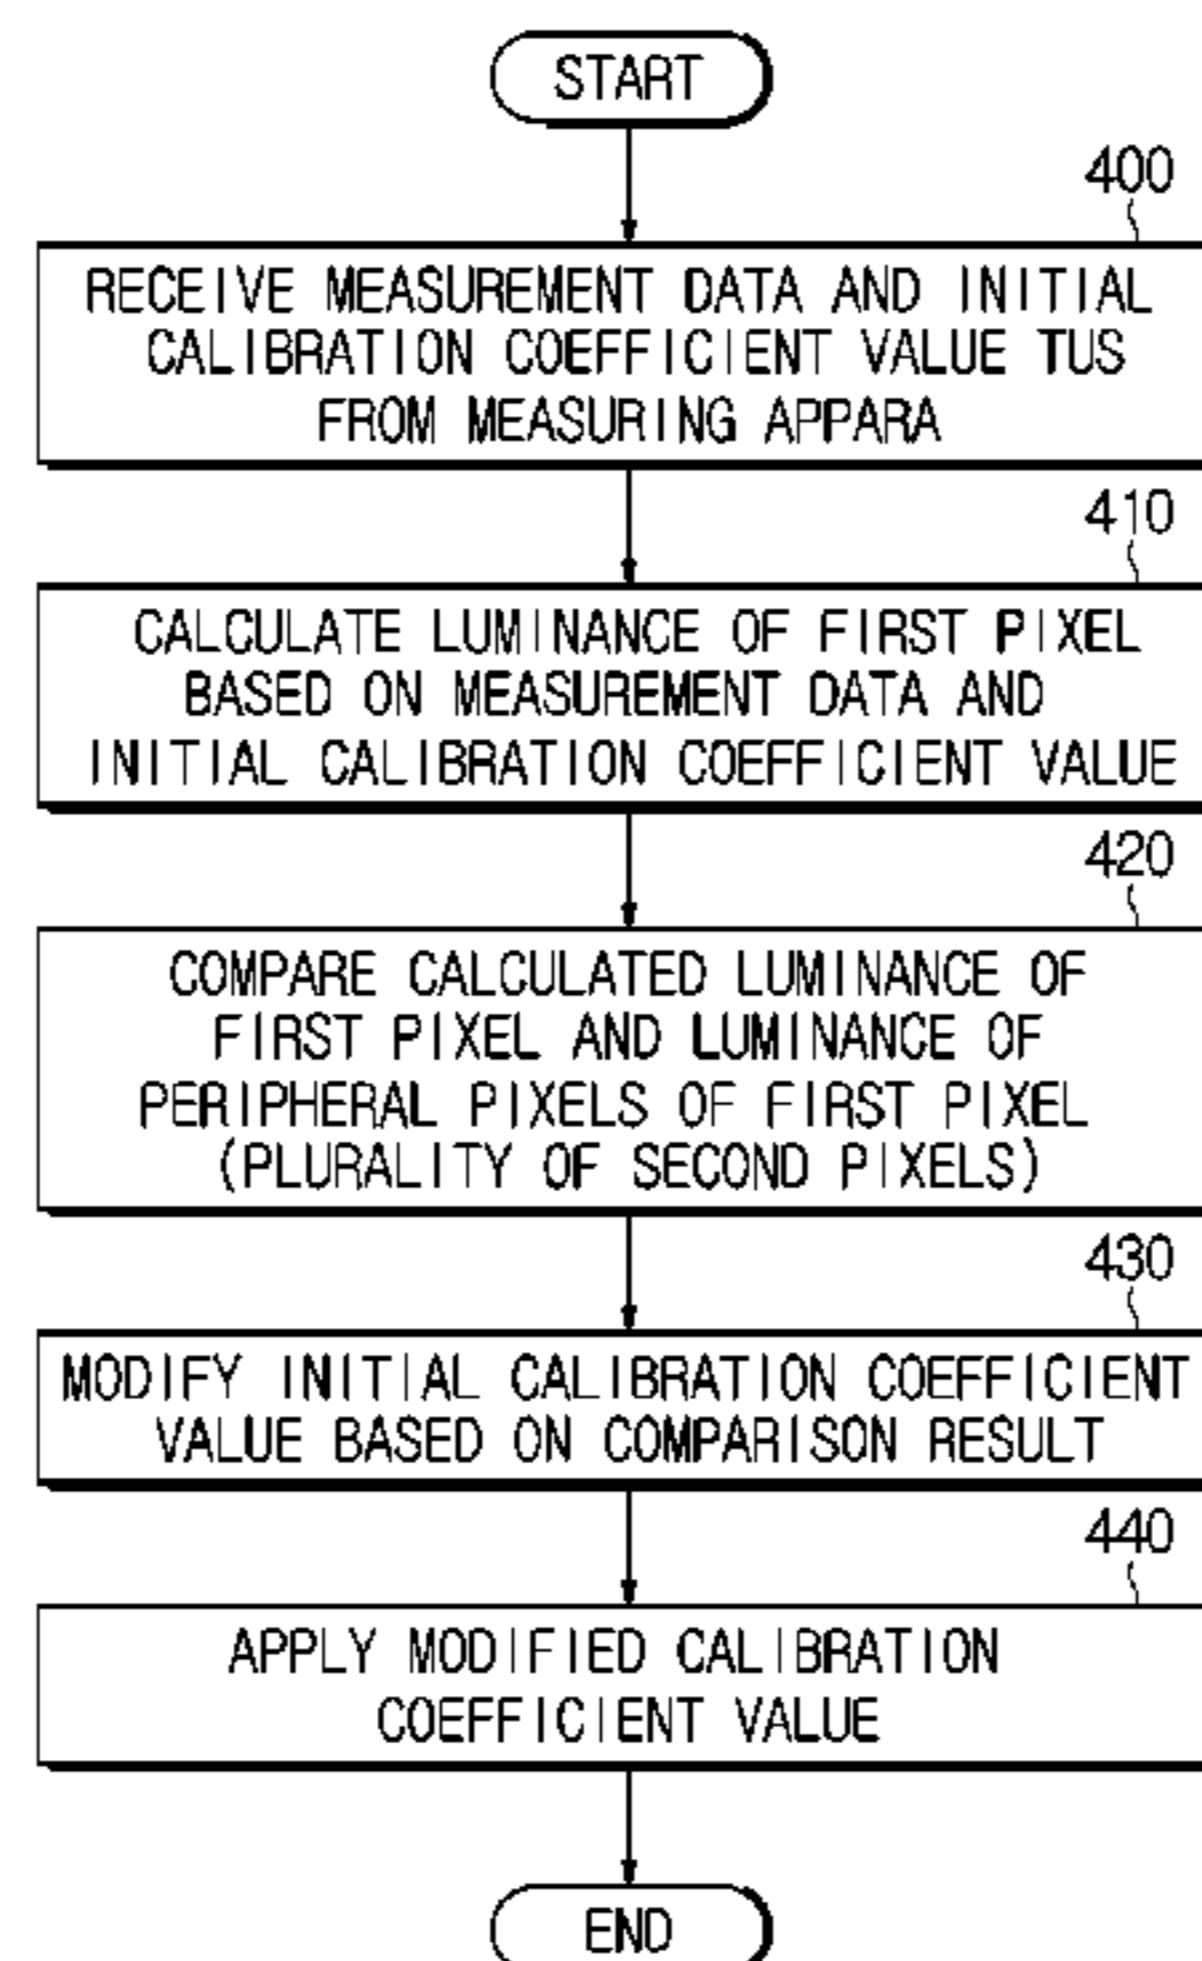 START
400
RECEIVE MEASUREMENT DATA AND INITIAL
CALIBRATION COEFFICIENT VALUE TUS
FROM MEASURING APPARA
410
CALCULATE LUMINANCE OF FIRST PIXEL
BASED ON MEASUREMENT DATA AND
INITIAL CALIBRATION COEFFICIENT VALUE
420
COMPARE CALCULATED LUMINANCE OF
FIRST PIXEL AND LUMINANCE OF
PERIPHERAL PIXELS OF FIRST PIXEL
(PLURALITY OF SECOND PIXELS)
430
MODIFY INITIAL CALIBRATION COEFFICIENT
VALUE BASED ON COMPARISON RESULT
440
APPLY MODIFIED CALIBRATION
COEFFICIENT VALUE
END